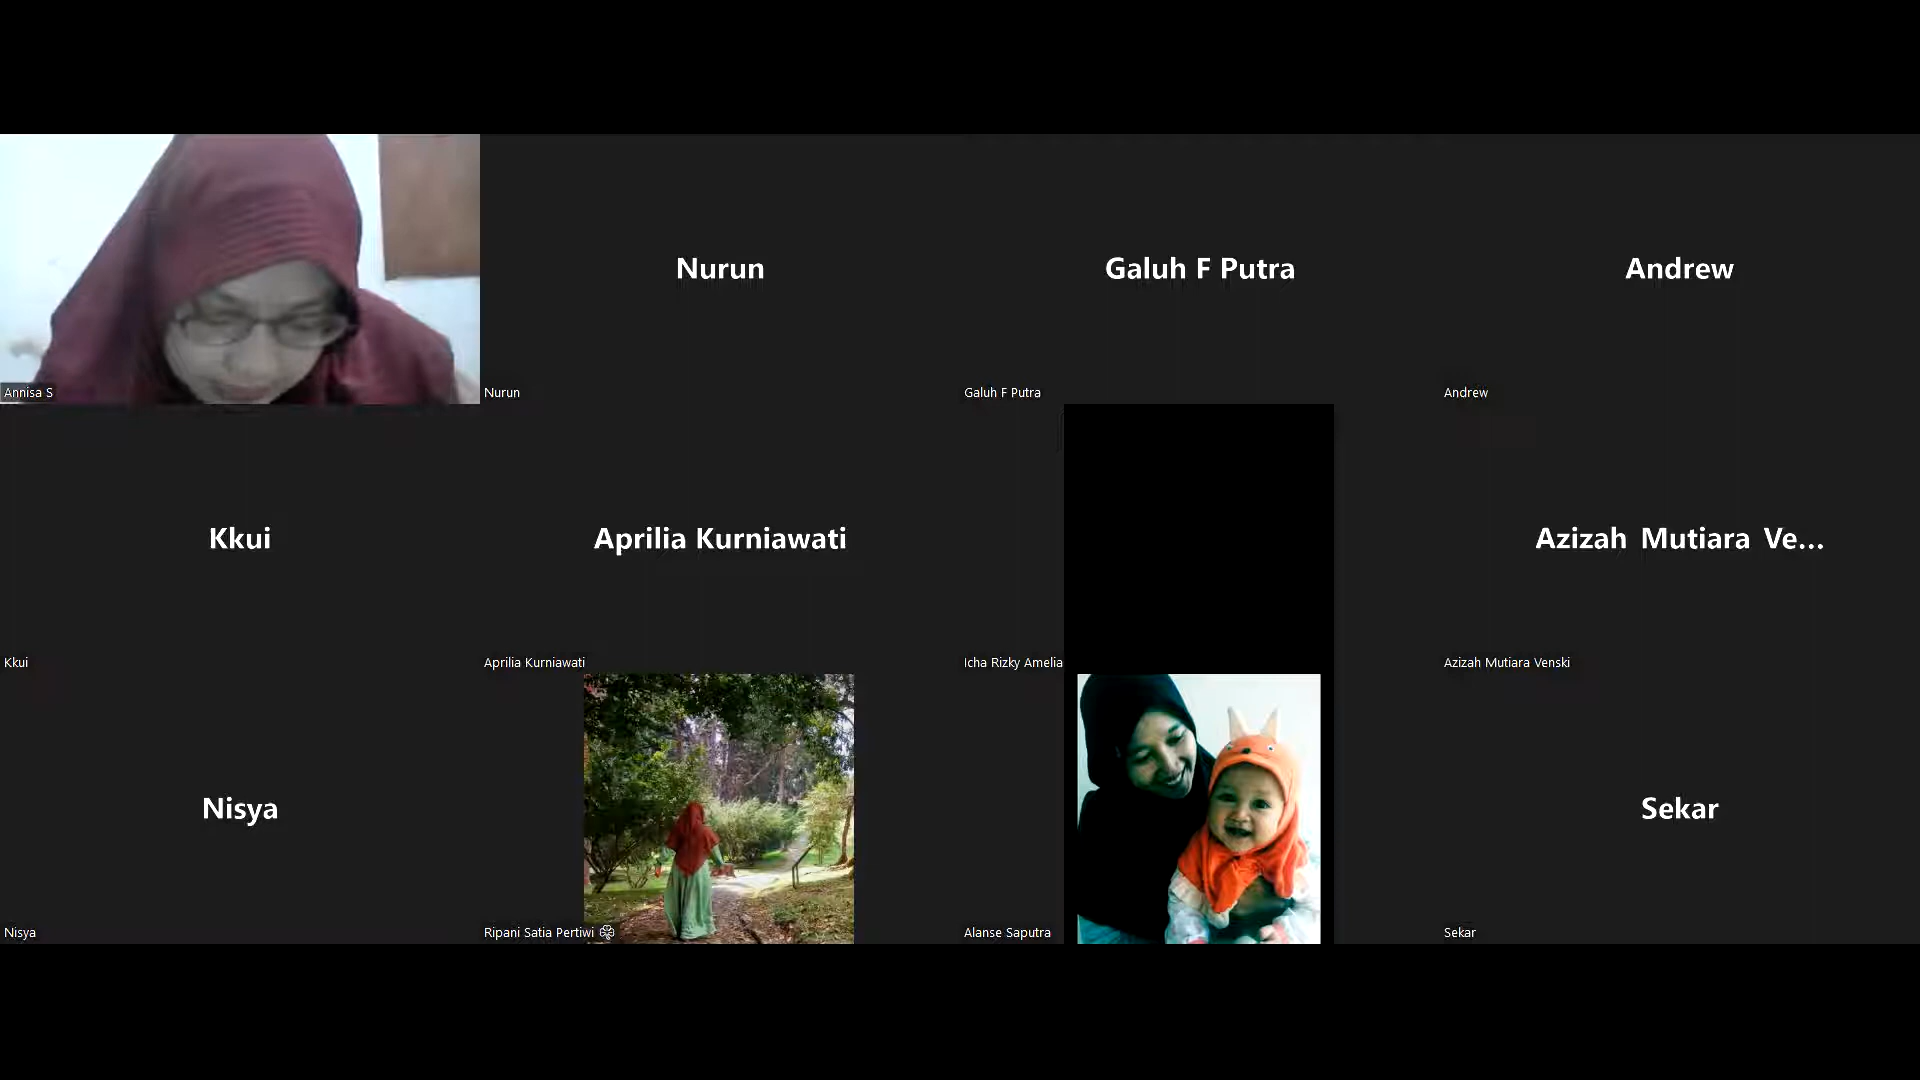 Nurun
Galuh F Putra
Andrew
Annisa S
Nurun
Galuh F Putra
Andrew
Kkui
Aprilia Kurniawati
Azizah Mutiara Ve...
Kkui
Aprilia Kurniawati
Icha Rizky Amelia
Azizah Mutiara Venski
Nisya
Sekar
Nisya
Ripani Satia Pertiwi
Alanse Saputra
Sekar